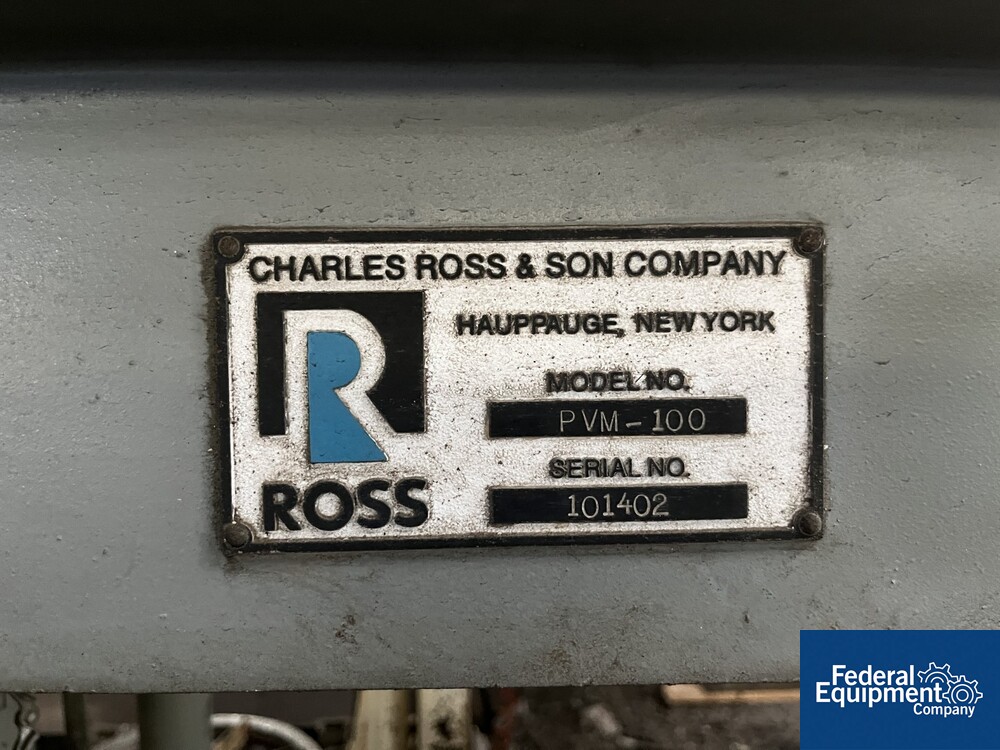 CHARLES ROSS & SON COMPANY
HAUPPAUGE, NEW YORK
MODEL NO.
PVM-100
SERIAL NO.
101402
R
ROSS
Federal
Equipment
Company